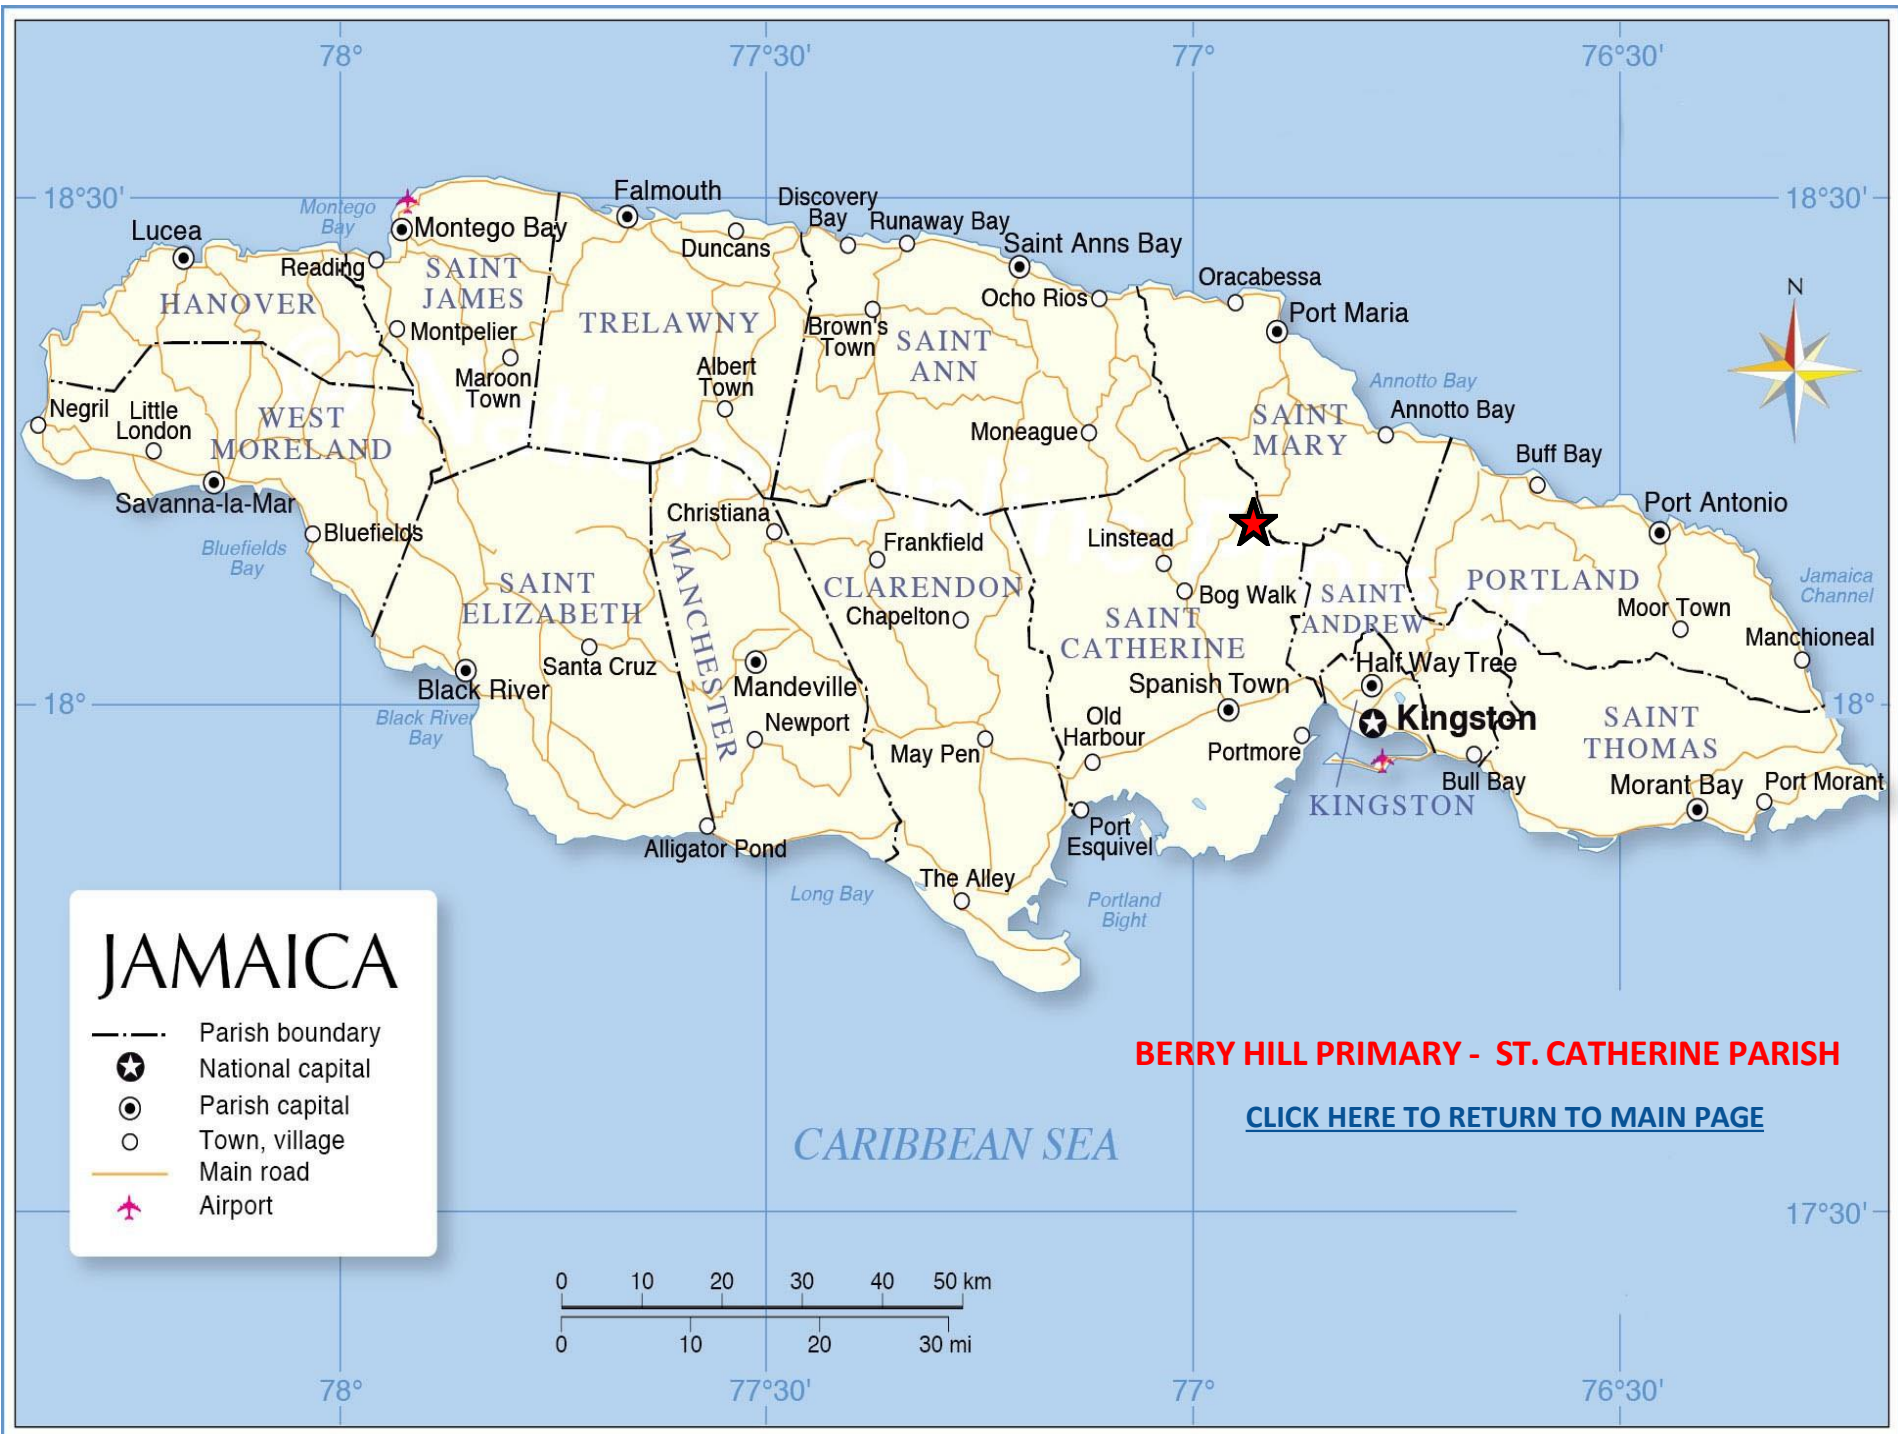 78°
77°30'
77°
76°30'
18°30'
18°30'
Montego
Bay
Lucea
Montego Bay
Reading
SAINT
JAMES
HANOVER
Montpelier
Maroon
Town
Falmouth
Duncans
TRELAWNY
Albert
Town
Discovery
Bay
Runaway Bay
Saint Anns Bay
Ocho Rios
Brown's
Town
SAINT
ANN
Moneague
Oracabessa
Port Maria
N
Annotto Bay
Annotto Bay
SAINT
MARY
Buff Bay
Port Antonio
Negril
Little
London
WEST
MORELAND
Savanna-la-Mar
Bluefields
Bluefields
Bay
Christiana
MANCHESTER
Frankfield
CLARENDON
Chapelton
Linstead
Bog Walk
SAINT
CATHERINE
SAINT
ANDREW
PORTLAND
Moor Town
Jamaica
Channel
Manchioneal
SAINT
ELIZABETH
Santa Cruz
Black River
Black River
Bay
Mandeville
Newport
May Pen
Spanish Town
Old
Harbour
Portmore
Half Way Tree
Kingston
KINGSTON
Bull Bay
SAINT
THOMAS
Morant Bay
Port Morant
18°
18°
Alligator Pond
Long Bay
The Alley
Port
Esquivel
Portland
Bight
JAMAICA
Parish boundary
National capital
Parish capital
Town, village
Main road
Airport
BERRY HILL PRIMARY - ST. CATHERINE PARISH
CLICK HERE TO RETURN TO MAIN PAGE
CARIBBEAN SEA
17°30'
0 10 20 30 40 50 km
0 10 20 30 mi
78°
77°30'
77°
76°30'